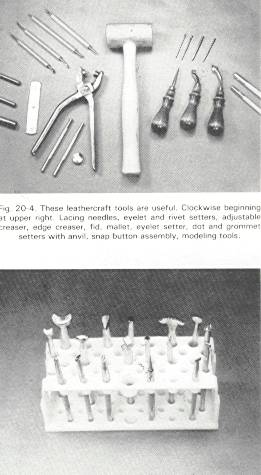 Fig. 20-4. These leathercraft tools are useful. Clockwise beginning
at upper right. Lacing needles, eyelet and rivet setters, adjustable
creaser, edge creaser, fid, mallet, eyelet setter, dot and grommet
setters with anvil, snap button assembly, modeling tools.